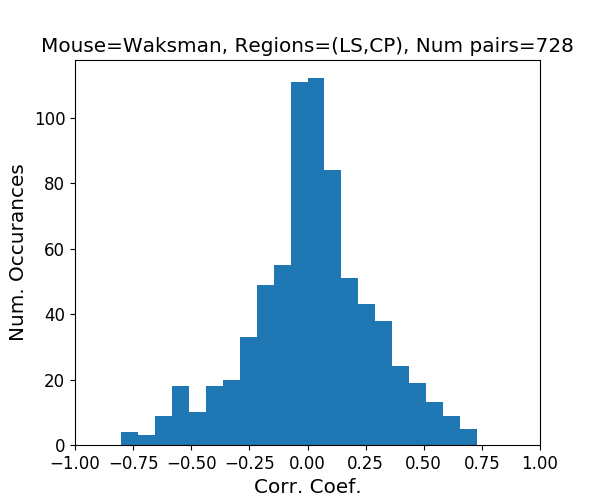 Mouse=Waksman, Regions=(LS,CP), Num pairs=728
Num. Occurances
100
80
60
40
20
0
−1.00 −0.75 −0.50 −0.25 0.00 0.25 0.50 0.75 1.00
Corr. Coef.